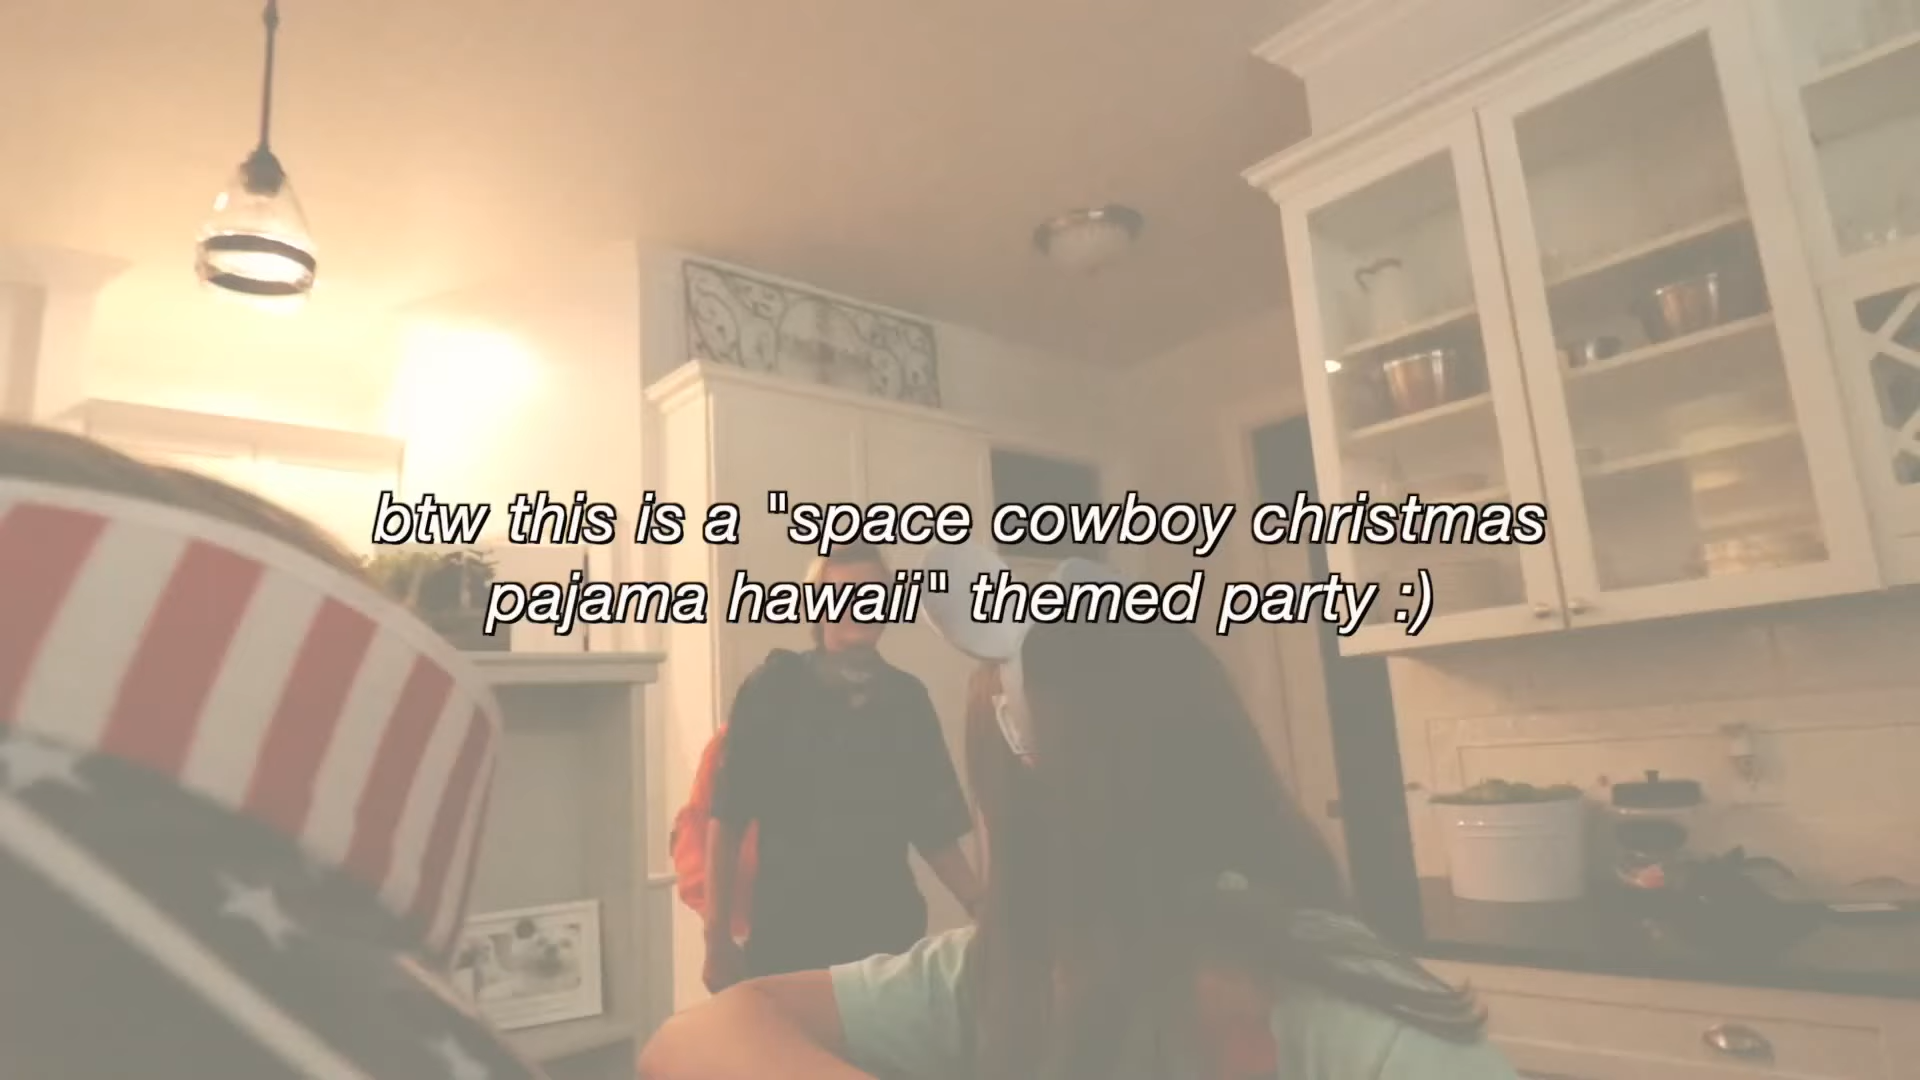 btw this is a "space cowboy christmas
pajama hawaii" themed party :)